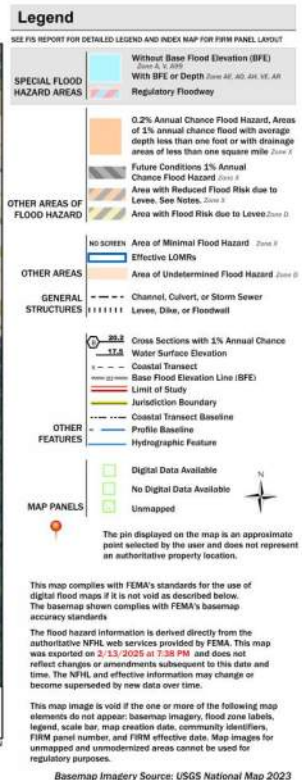 Legend
SEE FIS REPORT FOR DETAILED LEGEND AND INDEX MAP FOR FIRM PANEL LAYOUT
SPECIAL FLOOD
HAZARD AREAS
Without Base Flood Elevation (BFE)
Zone A, V, A99
With BFE or Depth Zone AE, AO, AH, VE, AR
Regulatory Floodway
0.2% Annual Chance Flood Hazard, Areas
of 1% annual chance flood with average
depth less than one foot or with drainage
areas of less than one square mile Zone X
Future Conditions 1% Annual
Chance Flood Hazard Zone X
Area with Reduced Flood Risk due to
Levee. See Notes. Zone X
Area with Flood Risk due to Levee Zone D
OTHER AREAS OF
FLOOD HAZARD
NO SCREEN Area of Minimal Flood Hazard Zone X
Effective LOMRs
OTHER AREAS
Area of Undetermined Flood Hazard Zone D
GENERAL
STRUCTURES
Channel, Culvert, or Storm Sewer
Levee, Dike, or Floodwall
B 20.2 Cross Sections with 1% Annual Chance
17.5 Water Surface Elevation
8 Coastal Transect
Base Flood Elevation Line (BFE)
Limit of Study
Jurisdiction Boundary
Coastal Transect Baseline
OTHER
FEATURES
Profile Baseline
Hydrographic Feature
Digital Data Available
No Digital Data Available
MAP PANELS
Unmapped
N
The pin displayed on the map is an approximate
point selected by the user and does not represent
an authoritative property location.
This map complies with FEMA's standards for the use of
digital flood maps if it is not void as described below.
The basemap shown complies with FEMA's basemap
accuracy standards
The flood hazard information is derived directly from the
authoritative NFHL web services provided by FEMA. This map
was exported on 2/13/2025 at 7:38 PM and does not
reflect changes or amendments subsequent to this date and
time. The NFHL and effective information may change or
become superseded by new data over time.
This map image is void if the one or more of the following map
elements do not appear: basemap imagery, flood zone labels,
legend, scale bar, map creation date, community identifiers,
FIRM panel number, and FIRM effective date. Map images for
unmapped and unmodernized areas cannot be used for
regulatory purposes.
Basemap Imagery Source: USGS National Map 2023